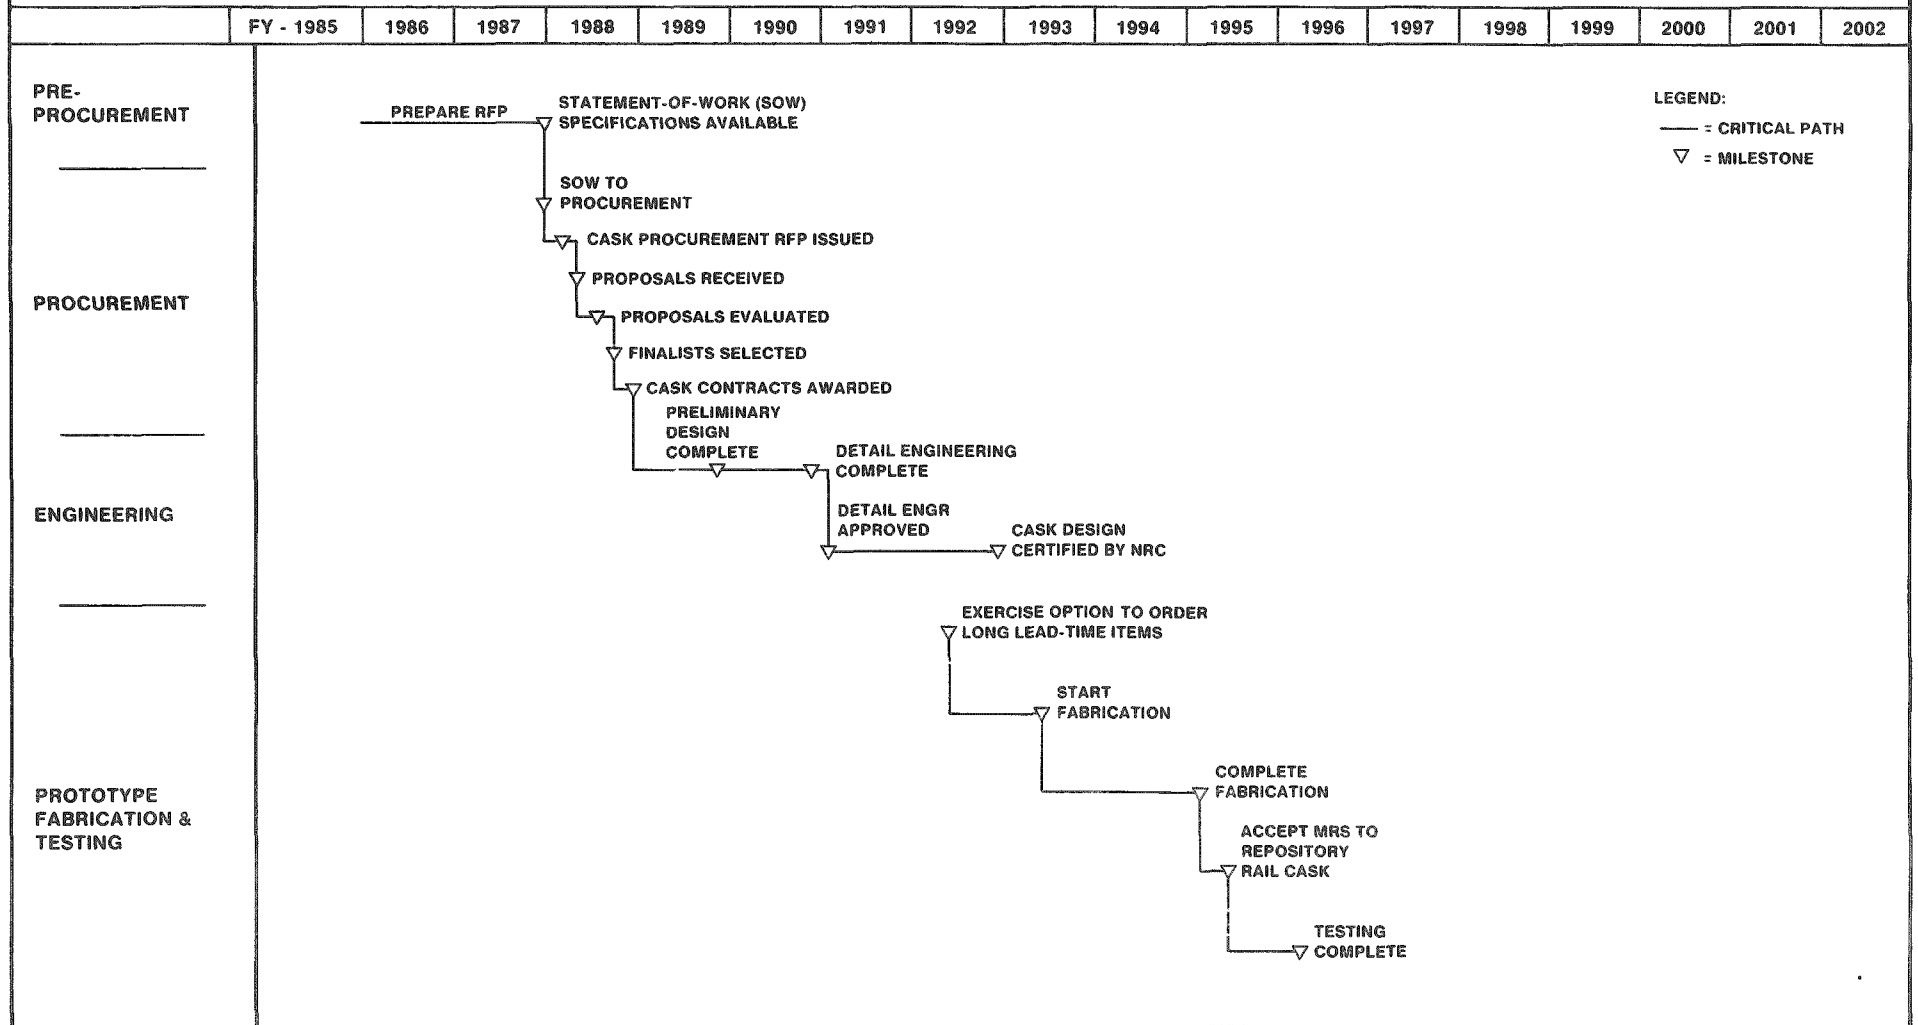 FY - 1985 1986 1987 1988 1989 1990 1991 1992 1993 1994 1995 1996 1997 1998 1999 2000 2001 2002
PRE-
PROCUREMENT
PREPARE RFP
STATEMENT-OF-WORK (SOW)
SPECIFICATIONS AVAILABLE
LEGEND:
= CRITICAL PATH
= MILESTONE
SOW TO
PROCUREMENT
CASK PROCUREMENT RFP ISSUED
PROPOSALS RECEIVED
PROCUREMENT
PROPOSALS EVALUATED
FINALISTS SELECTED
CASK CONTRACTS AWARDED
PRELIMINARY
DESIGN
COMPLETE
DETAIL ENGINEERING
COMPLETE
ENGINEERING
DETAIL ENGR
APPROVED
CASK DESIGN
CERTIFIED BY NRC
EXERCISE OPTION TO ORDER
LONG LEAD-TIME ITEMS
START
FABRICATION
COMPLETE
FABRICATION
PROTOTYPE
FABRICATION &
TESTING
ACCEPT MRS TO
REPOSITORY
RAIL CASK
TESTING
COMPLETE